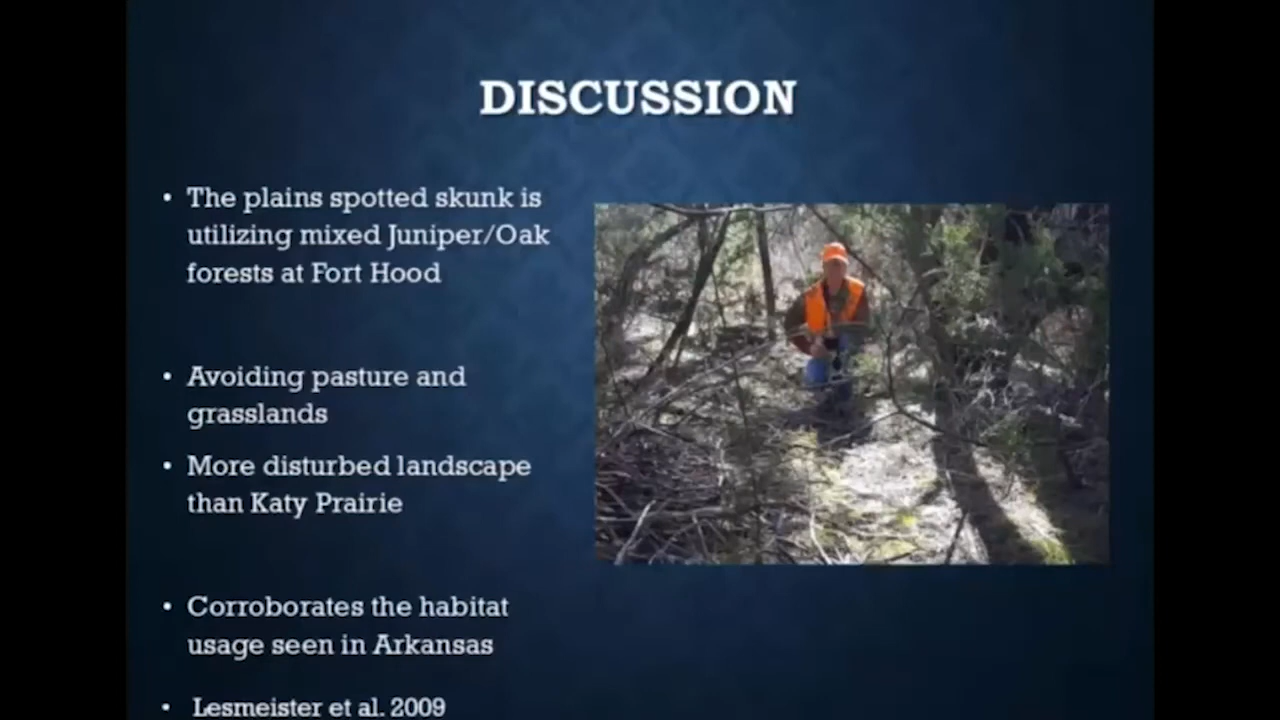 DISCUSSION
• The plains spotted skunk is
utilizing mixed Juniper/Oak
forests at Fort Hood
• Avoiding pasture and
grasslands
• More disturbed landscape
than Katy Prairie
• Corroborates the habitat
usage seen in Arkansas
• Lesmeister et al. 2009